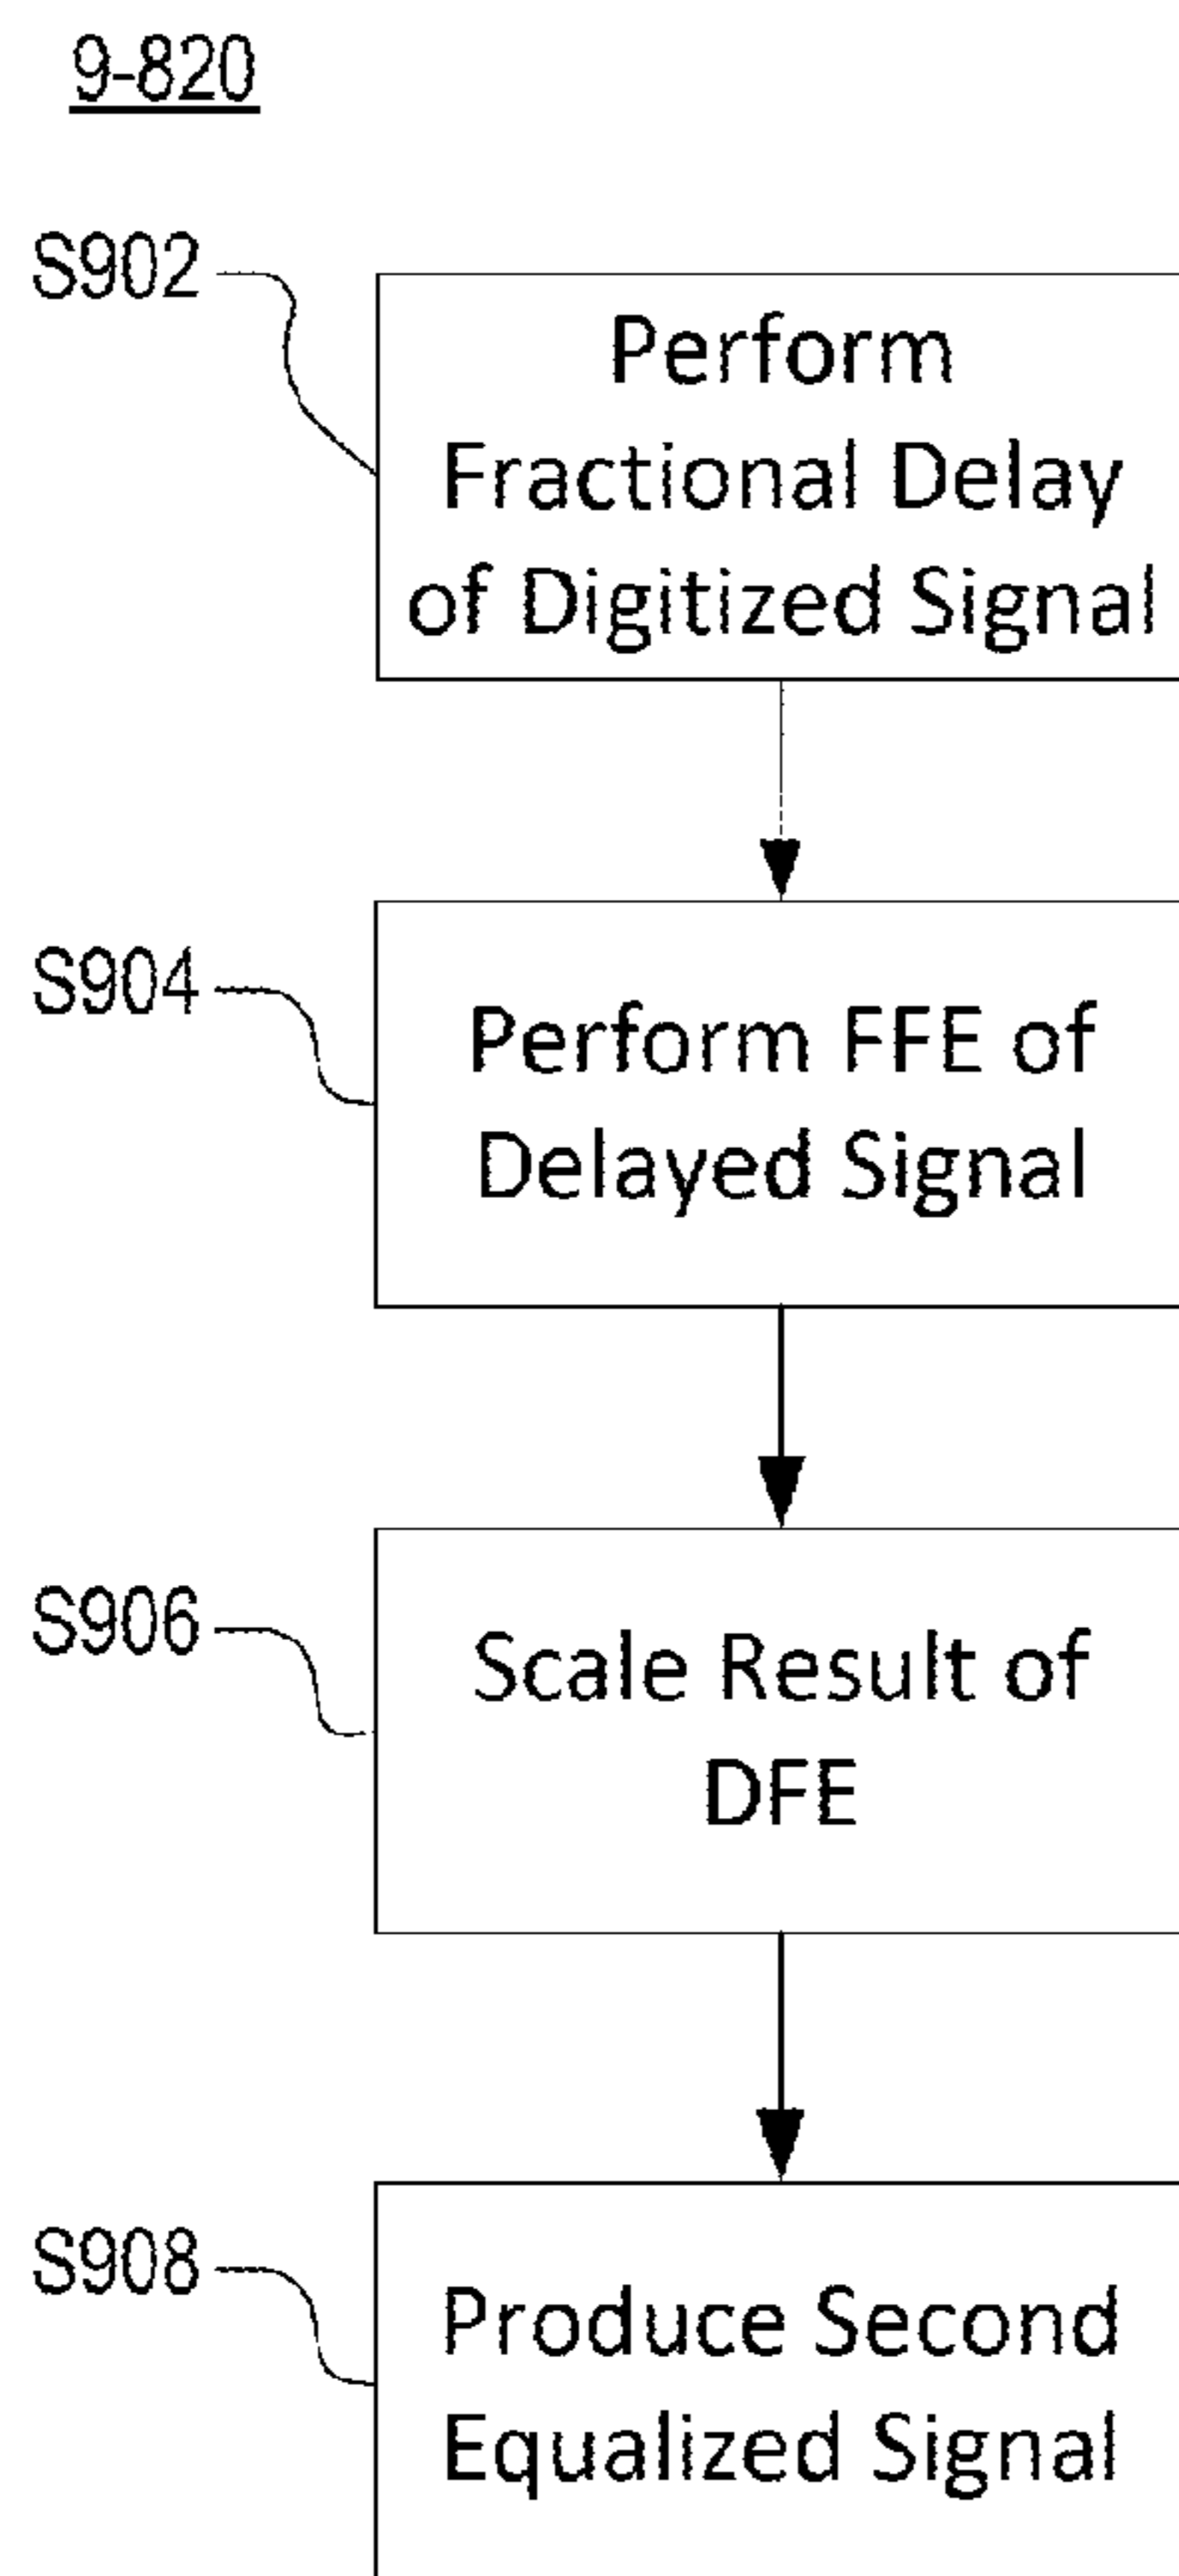 9-820
S902
Perform
Fractional Delay
of Digitized Signal
S904
Perform FFE of
Delayed Signal
S906
Scale Result of
DFE
S908
Produce Second
Equalized Signal